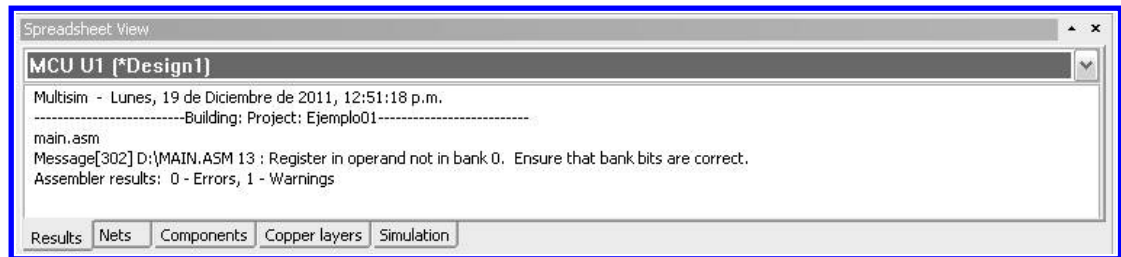 Spreadsheet View
MCU U1 (*Design1)
Multisim - Lunes, 19 de Diciembre de 2011, 12:51:18 p.m.
--------------------------Building: Project: Ejemplo01--------------------------
main.asm
Message[302] D:\MAIN.ASM 13 : Register in operand not in bank 0. Ensure that bank bits are correct.
Assembler results: 0 - Errors, 1 - Warnings
Results Nets Components Copper layers Simulation